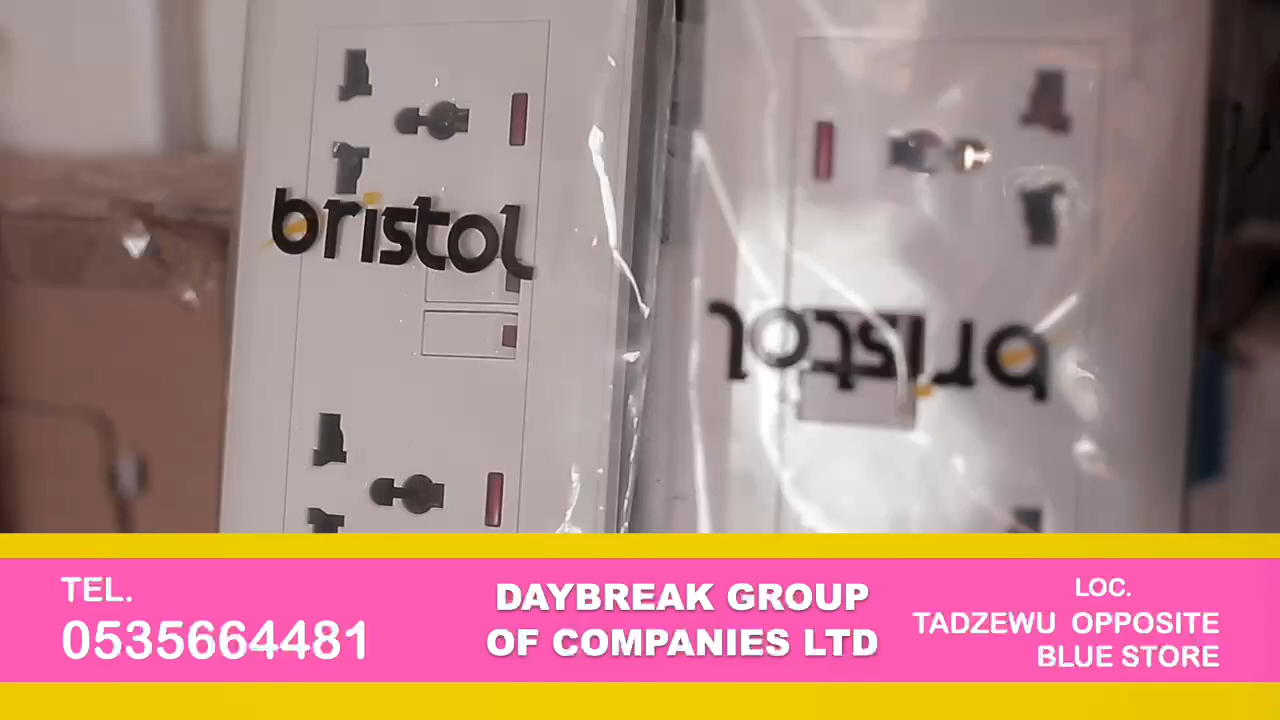 bristol
bristol
TEL.
0535664481
DAYBREAK GROUP
OF COMPANIES LTD
LOC.
TADZEWU OPPOSITE
BLUE STORE